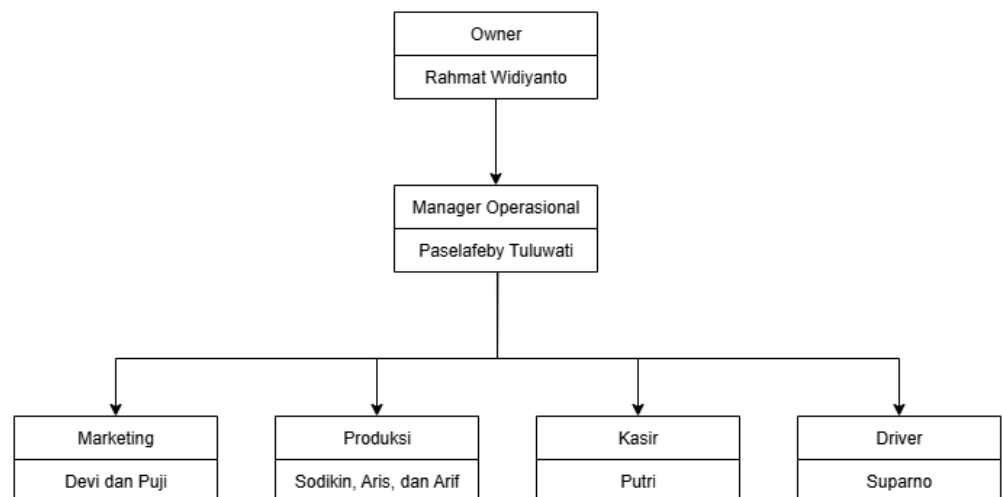 Owner
Rahmat Widiyanto
Manager Operasional
Paselafeby Tuluwati
Marketing
Devi dan Puji
Produksi
Sodikin, Aris, dan Arif
Kasir
Putri
Driver
Suparno